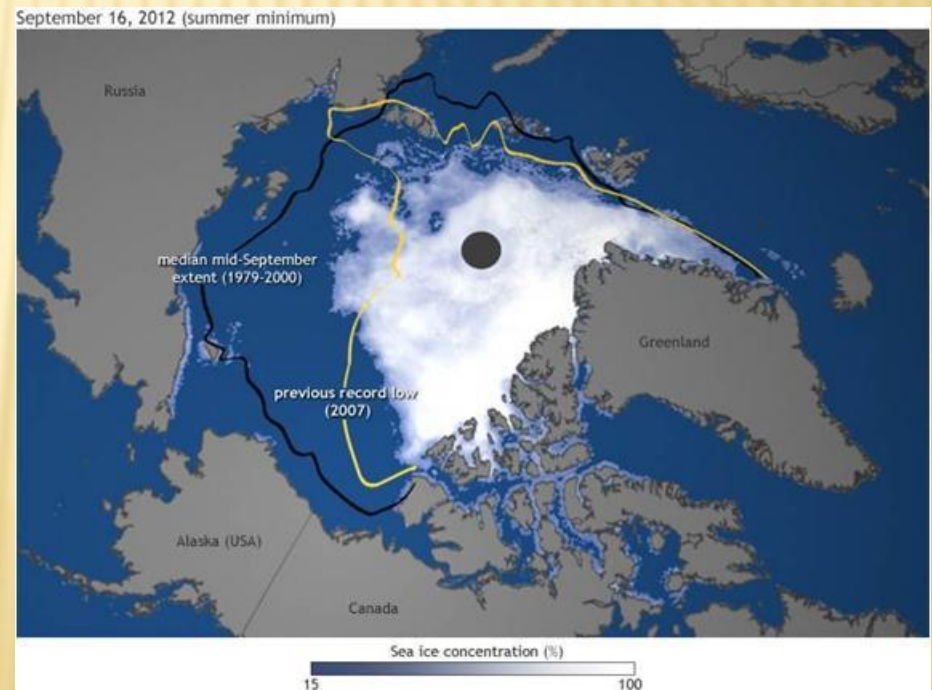 September 16, 2012 (summer minimum)
Russia
median mid-September
extent (1979-2000)
Greenland
previous record low
(2007)
Alaska (USA)
Canada
Sea ice concentration (%)
15
100